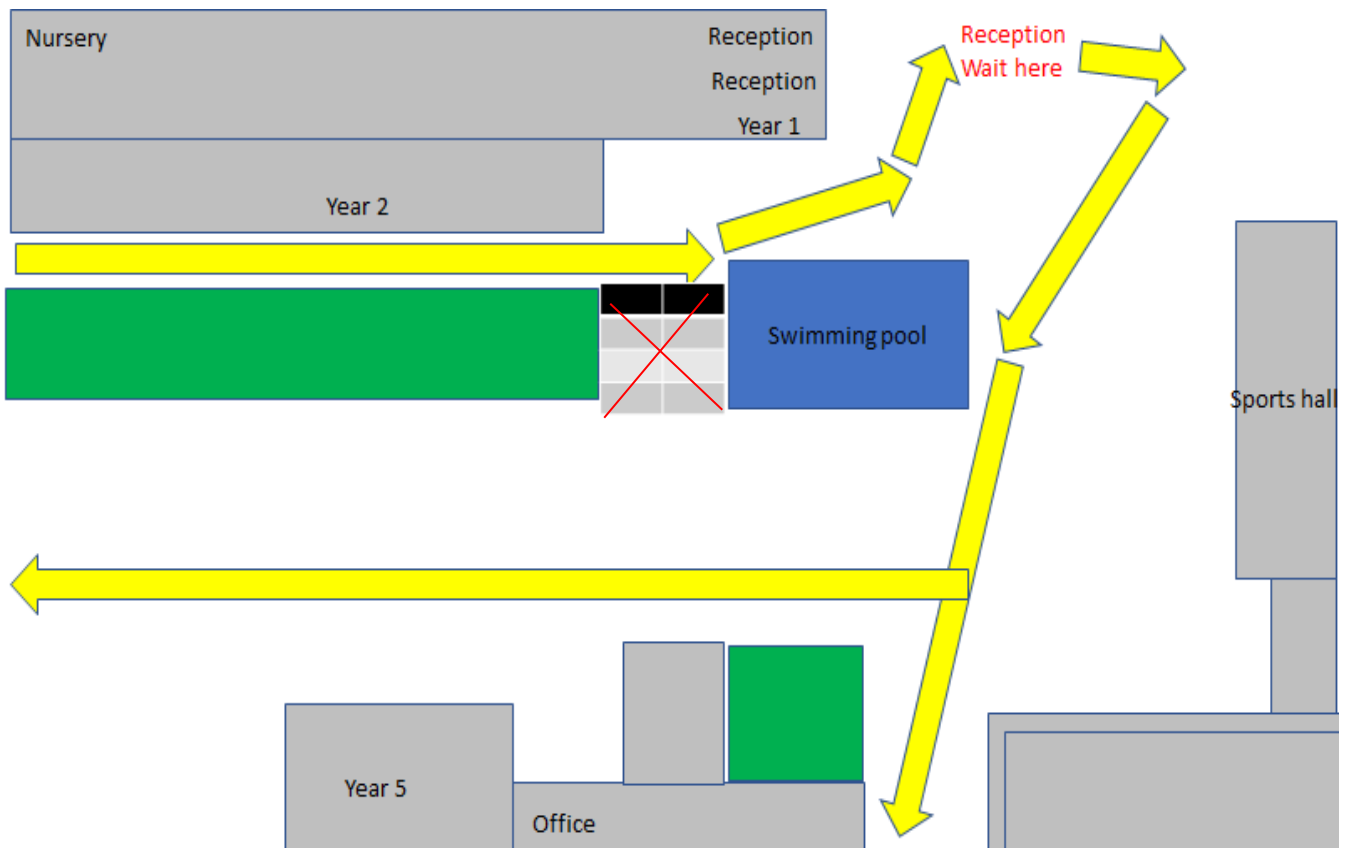 Nursery
Reception
Reception
Year 1
Reception
Wait here
Year 2
Swimming pool
Sports hall
Year 5
Office